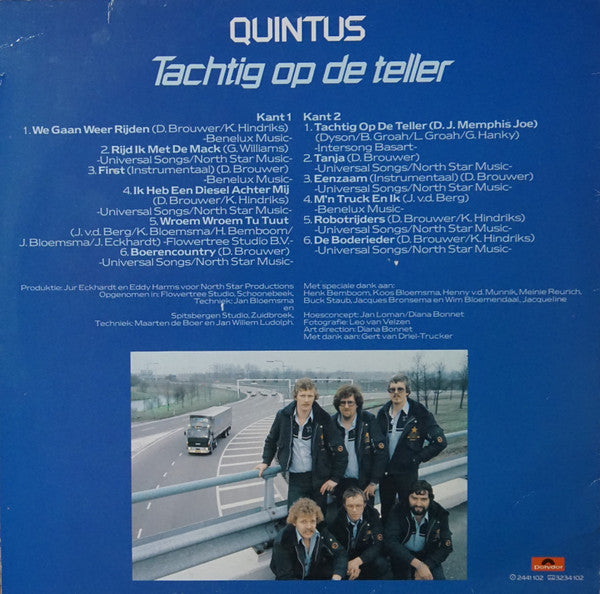 QUINTUS
Tachtig op de teller
Kant 1
1. We Gaan Weer Rijden (D. Brouwer/K. Hindriks)
-Benelux Music-
2. Rijd Ik Met De Mack (G. Williams)
-Universal Songs/North Star Music-
3. First (Instrumentaal) (D. Brouwer)
-Universal Songs/North Star Music-
4. Ik Heb Een Diesel Achter Mij
(D. Brouwer/K. Hindriks)
-Universal Songs/North Star Music-
5. Wroem Wroem Tu Tuut
(J. v.d. Berg/K. Bloemsma/H. Bemboom/
J. Bloemsma/J. Eckhardt) -Flowertree Studio B.V.-
6. Boerencountry (D. Brouwer)
-Universal Songs/North Star Music-
Kant 2
1. Tachtig Op De Teller (D. J. Memphis Joe)
(Dyson/B. Groah/L. Groah/G. Hanky)
-Intersong Basart-
2. Tanja (D. Brouwer)
-Universal Songs/North Star Music-
3. Eenzaam (Instrumentaal) (D. Brouwer)
-Universal Songs/North Star Music-
4. M'n Truck En Ik (J. v.d. Berg)
-Benelux Music-
5. Robotrijders (D. Brouwer/K. Hindriks)
-Universal Songs/North Star Music-
6. De Boderieder (D. Brouwer/K. Hindriks)
-Universal Songs/North Star Music-
Produktie: Jur Eckhardt en Eddy Harms voor North Star Productions
Opgenomen in: Flowertree Studio, Schoonebeek,
Techniek: Jan Bloemsma
en
Spitsbergen Studio, Zuidbroek,
Techniek: Maarten de Boer en Jan Willem Ludolph.
Met speciale dank aan:
Henk Bemboom, Koos Bloemsma, Henny v.d. Munnik, Meinie Reurich,
Buck Staub, Jacques Bronsema en Wim Bloemendaal, Jacqueline
Hoesconcept: Jan Loman/Diana Bonnet
Fotografie: Leo van Velzen
Art direction: Diana Bonnet
Met dank aan: Gert van Driel-Trucker
polydor
℗ 2441 102 3234 102